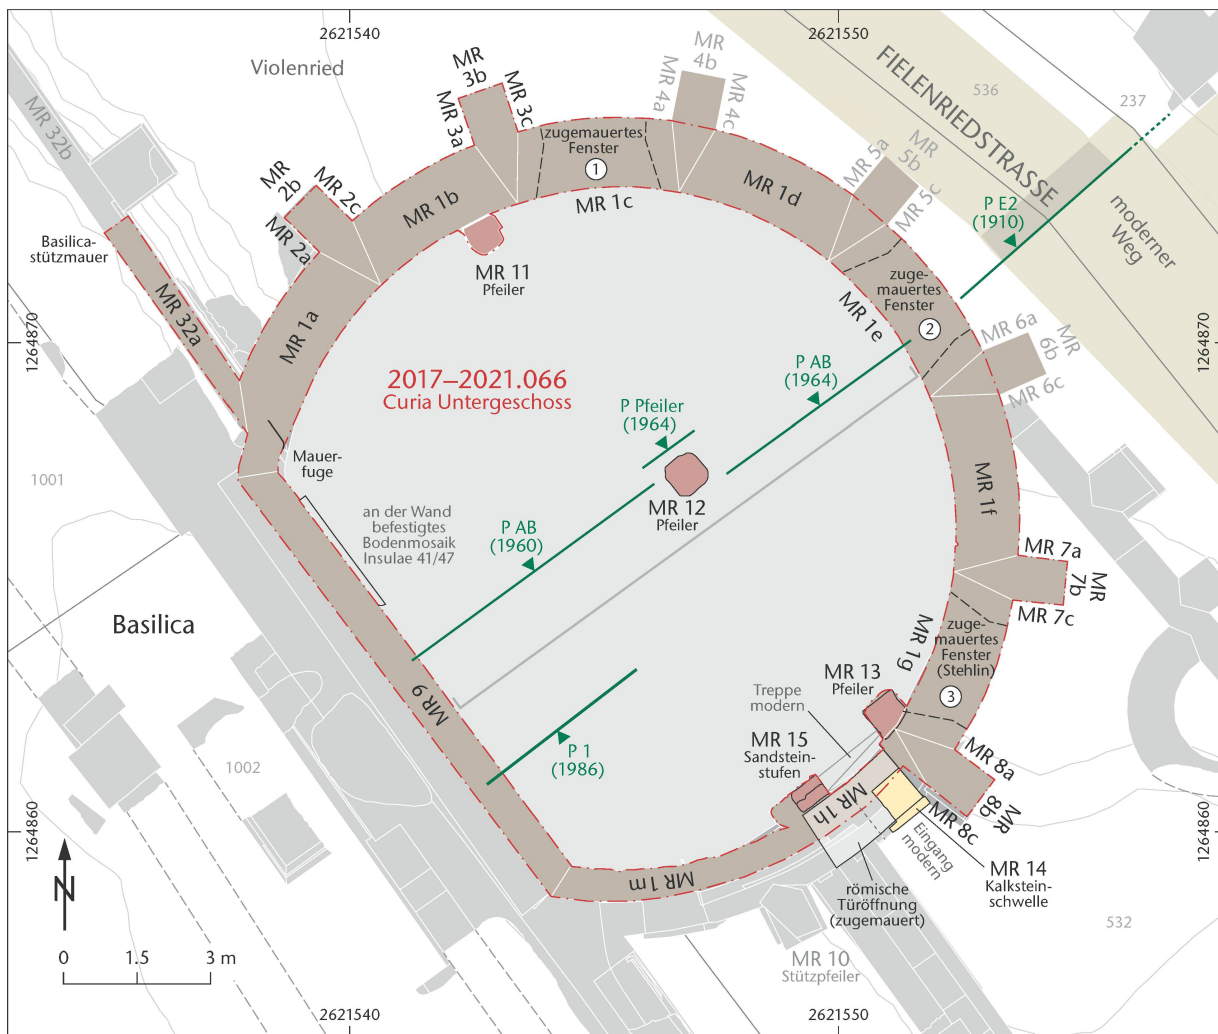 2621540
2621550
Violenried
MR
3b
MR 3a
MR 3c
MR
4b
MR 4a
MR 4c
FIELENRIEDSTRASSE
536
237
MR 32b
zugemauertes
Fenster
1
MR 1c
MR 5a
MR
5b
MR 5c
MR
2b
MR 2c
MR 2a
MR 1b
MR 1d
P E2
(1910)
moderner
Weg
Basilica-
stützmauer
MR 32a
MR 1a
MR 11
Pfeiler
zuge-
mauertes
Fenster
2
MR 1e
1264870
1264870
MR 6a
MR
6b
MR 6c
2017–2021.066
Curia Untergeschoss
P AB
(1964)
P Pfeiler
(1964)
Mauer-
fuge
1001
MR 12
Pfeiler
MR 1f
an der Wand
befestigtes
Bodenmosaik
Insulae 41/47
P AB
(1960)
MR 7a
MR
7b
MR 7c
Basilica
MR 1g
zuge-
mauertes
Fenster
(Stehlin)
3
MR 13
Pfeiler
Treppe
modern
MR 9
MR 15
Sandstein-
stufen
P 1
(1986)
1002
MR 8a
MR
8b
MR 8c
MR 1h
1264860
1264860
Eingang
modern
MR 14
Kalkstein-
schwelle
MR 1m
römische
Türöffnung
(zugemauert)
532
N
0 1.5 3 m
MR 10
Stützpfeiler
2621540
2621550